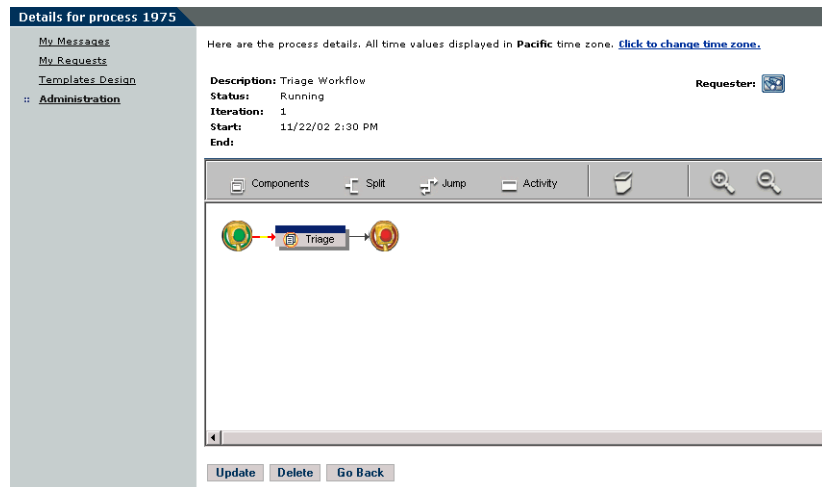 Details for process 1975
My Messages
My Requests
Templates Design
:: Administration
Here are the process details. All time values displayed in Pacific time zone. Click to change time zone.
Description: Triage Workflow
Requester:
Status: Running
Iteration: 1
Start: 11/22/02 2:30 PM
End:
Components Split Jump Activity
Triage
Update Delete Go Back